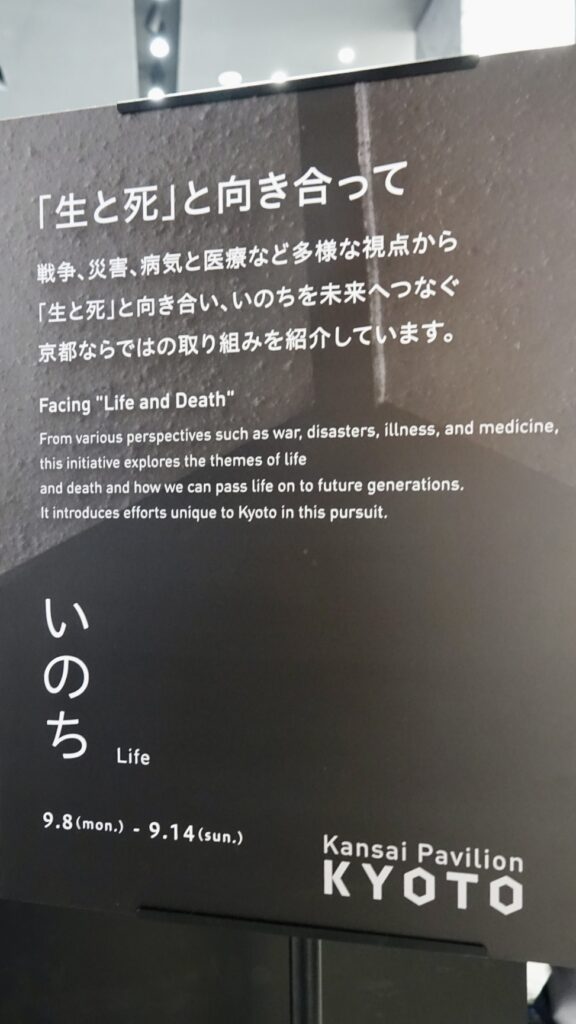 「生と死」と向き合って
戦争、災害、病気と医療など多様な視点から
「生と死」と向き合い、いのちを未来へつなぐ
京都ならではの取り組みを紹介しています。
Facing "Life and Death"
From various perspectives such as war, disasters, illness, and medicine,
this initiative explores the themes of life
and death and how we can pass life on to future generations.
It introduces efforts unique to Kyoto in this pursuit.
いのち
Life
9.8(mon.) - 9.14(sun.)
Kansai Pavilion
KYOTO